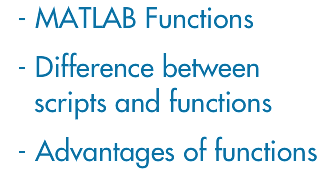 - MATLAB Functions
- Difference between
scripts and functions
- Advantages of functions